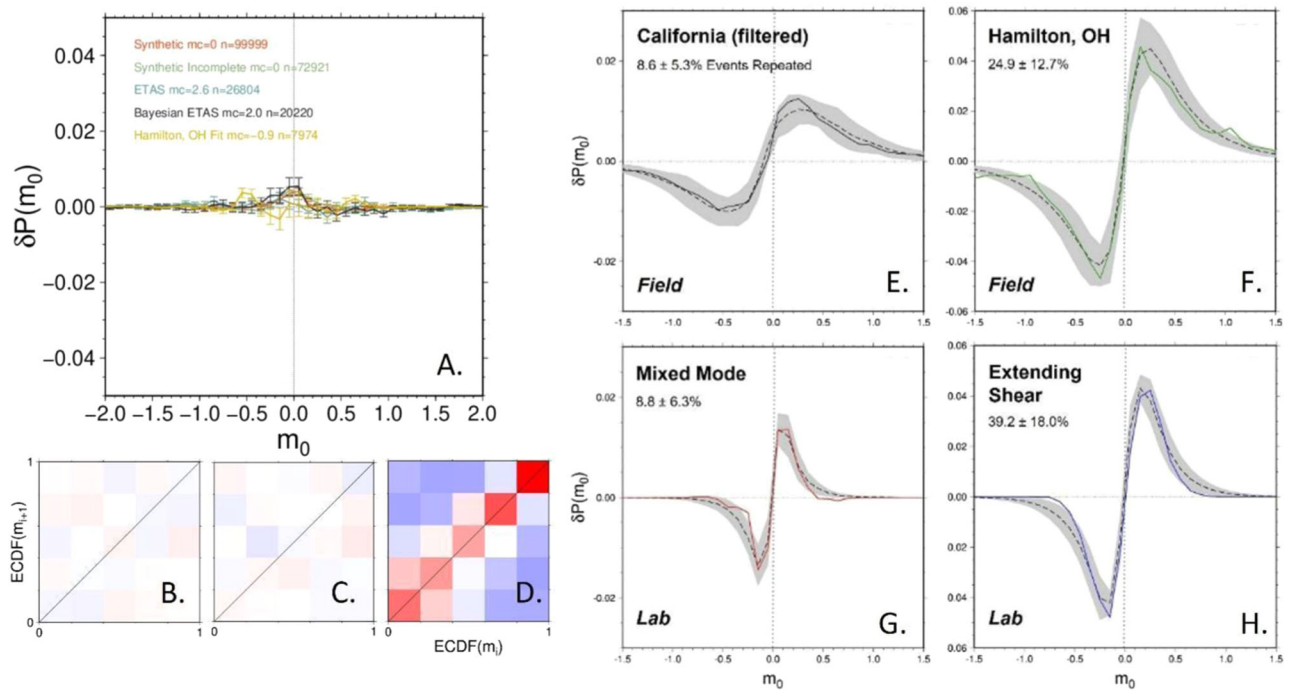 0.04
0.02
0.00
−0.02
−0.04
δP(m0)
Synthetic mc=0 n=99999
Synthetic Incomplete mc=0 n=72921
ETAS mc=2.6 n=26804
Bayesian ETAS mc=2.0 n=20220
Hamilton, OH Fit mc=−0.9 n=7974
A.
−2.0 −1.5 −1.0 −0.5 0.0 0.5 1.0 1.5 2.0
m0
1
ECDF(mi+1)
0
B.
0 1
C.
0 1
D.
0 1
ECDF(mi)
0.02
0.00
-0.02
δP(m0)
California (filtered)
8.6 ± 5.3% Events Repeated
Field
E.
-1.5 -1.0 -0.5 0.0 0.5 1.0 1.5
0.06
0.04
0.02
0.00
-0.02
-0.04
-0.06
Hamilton, OH
24.9 ± 12.7%
Field
F.
-1.5 -1.0 -0.5 0.0 0.5 1.0 1.5
0.02
0.00
-0.02
δP(m0)
Mixed Mode
8.8 ± 6.3%
Lab
G.
-1.5 -1.0 -0.5 0.0 0.5 1.0 1.5
m0
0.06
0.04
0.02
0.00
-0.02
-0.04
0.06
Extending
Shear
39.2 ± 18.0%
Lab
H.
-1.5 -1.0 -0.5 0.0 0.5 1.0 1.5
m0